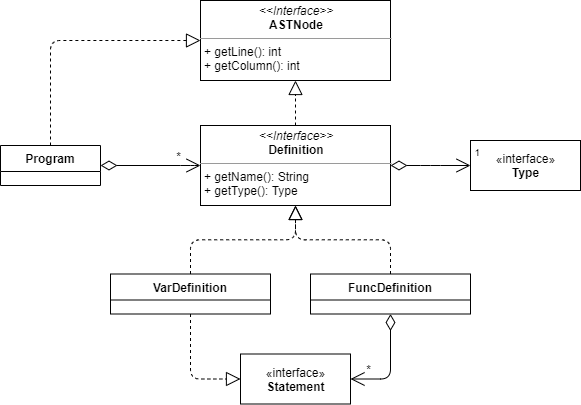 <<Interface>>
ASTNode
+ getLine(): int
+ getColumn(): int
Program
*
<<Interface>>
Definition
+ getName(): String
+ getType(): Type
1
«interface»
Type
VarDefinition
FuncDefinition
«interface»
Statement
*